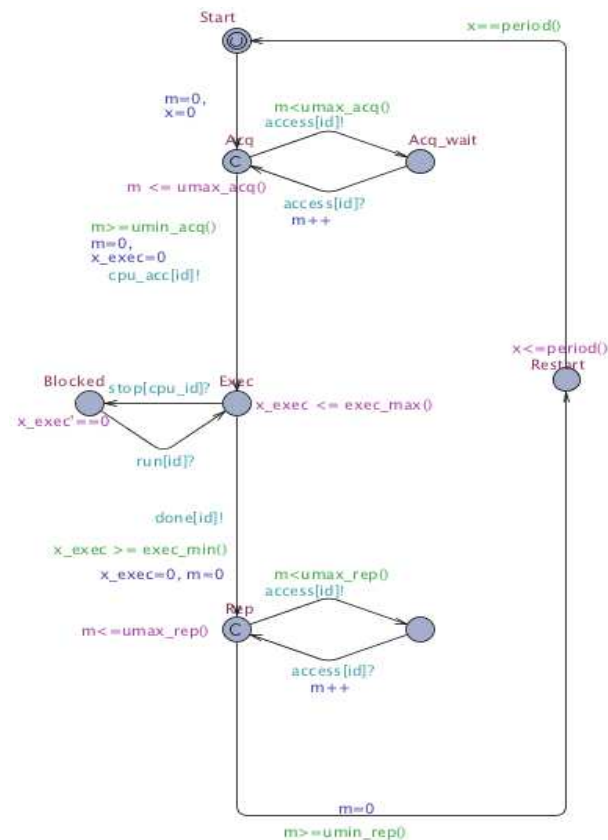 Start
x==period()
m=0,
x=0
m<umax_acq()
access[id]!
Acq
Acq_wait
C
m <= umax_acq()
access[id]?
m++
m>=umin_acq()
m=0,
x_exec=0
cpu_acc[id]!
x<=period()
Restart
Blocked
stop[cpu_id]?
Exec
x_exec'==0
x_exec <= exec_max()
run[id]?
done[id]!
x_exec >= exec_min()
x_exec=0, m=0
m<umax_rep()
access[id]!
Rep
C
m<=umax_rep()
access[id]?
m++
m=0
m>=umin_rep()